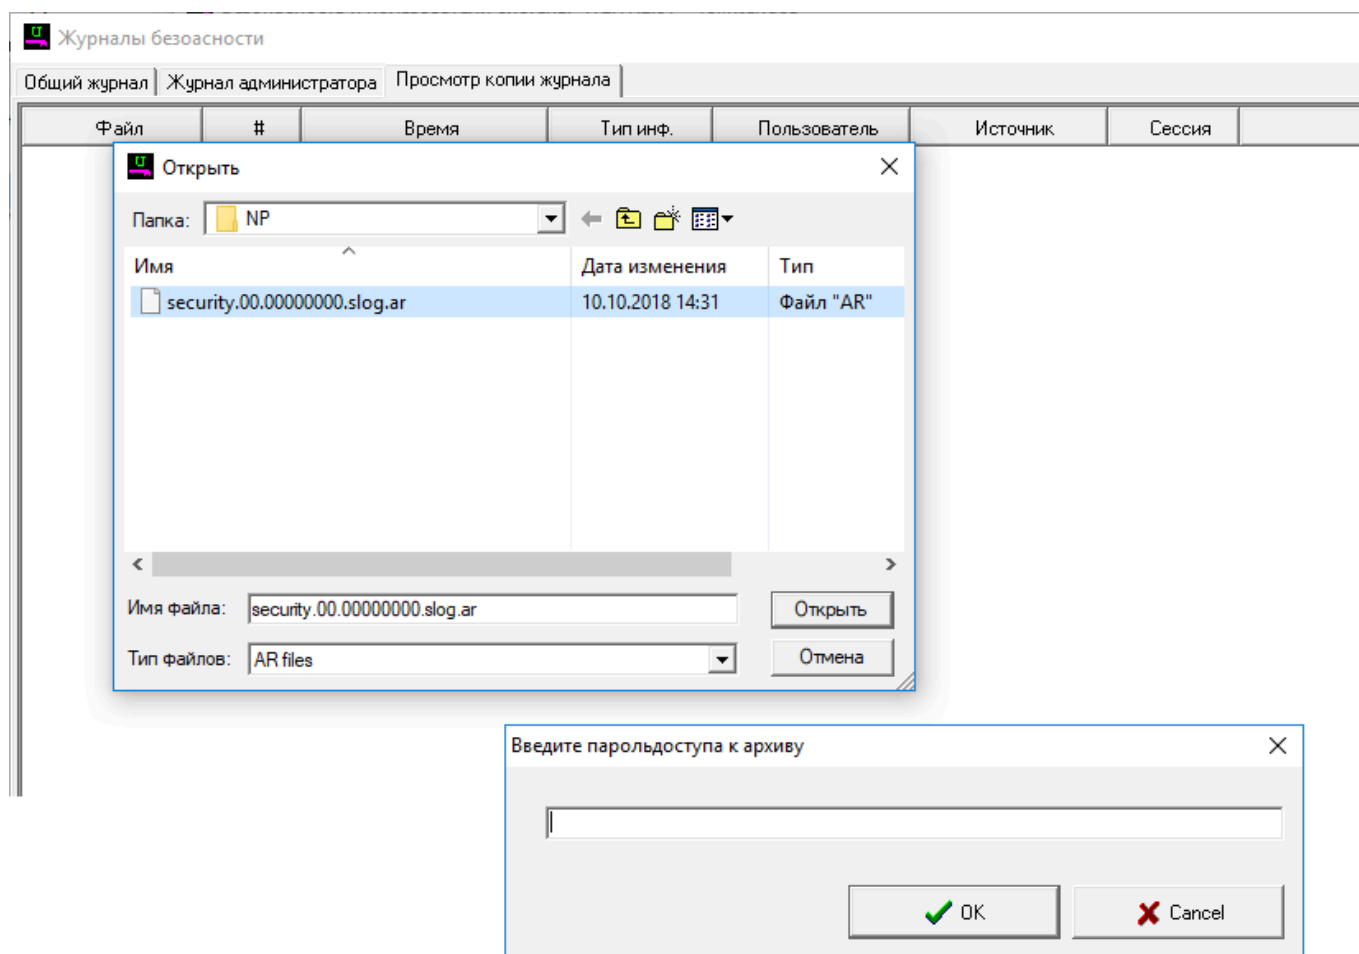 Журналы безоасности
Общий журнал Журнал администратора Просмотр копии журнала
Файл # Время Тип инф. Пользователь Источник Сессия
Открыть
Папка: NP
Имя Дата изменения Тип
security.00.00000000.slog.ar 10.10.2018 14:31 Файл "AR"
Имя файла: security.00.00000000.slog.ar Открыть
Тип файлов: AR files Отмена
Введите парольдоступа к архиву
OK Cancel